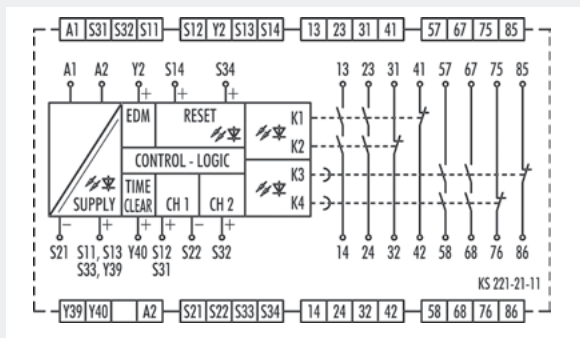 A1 S31 S32 S11 S12 Y2 S13 S14 13 23 31 41 57 67 75 85
A1 A2 Y2 S14 S34 13 23 31 41 57 67 75 85
+ + +
EDM RESET K1
K2
CONTROL - LOGIC
K3
SUPPLY TIME CLEAR CH 1 CH 2 K4
− + + + − +
S21 S11, S13 Y40 S12 S22 S32 14 24 32 42 58 68 76 86
S33, Y39 S31
KS 221-21-11
Y39 Y40 A2 S21 S22 S33 S34 14 24 32 42 58 68 76 86